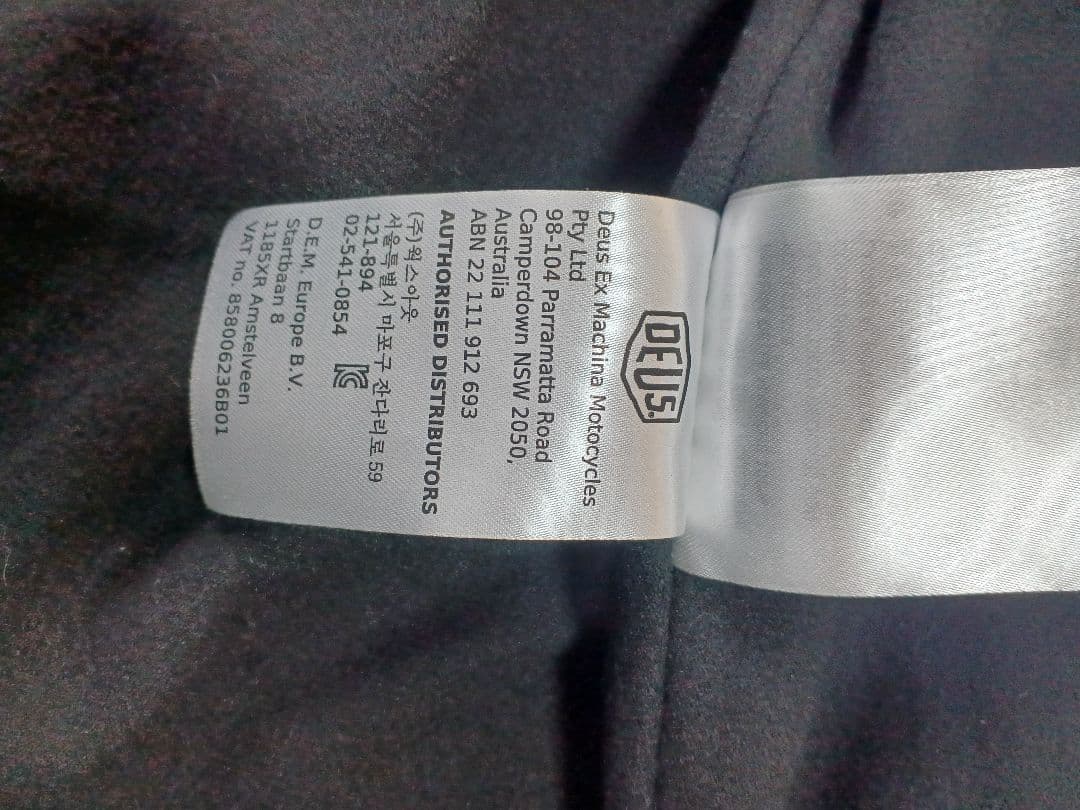 DEUS.
Deus Ex Machina Motocycles
Pty Ltd
98-104 Parramatta Road
Camperdown NSW 2050,
Australia
ABN 22 111 912 693
AUTHORISED DISTRIBUTORS
(주)웍스아웃
서울특별시 마포구 잔다리로 59
121-894
02-541-0854
D.E.M. Europe B.V.
Startbaan 8
1185XR Amstelveen
VAT no. 858006236B01